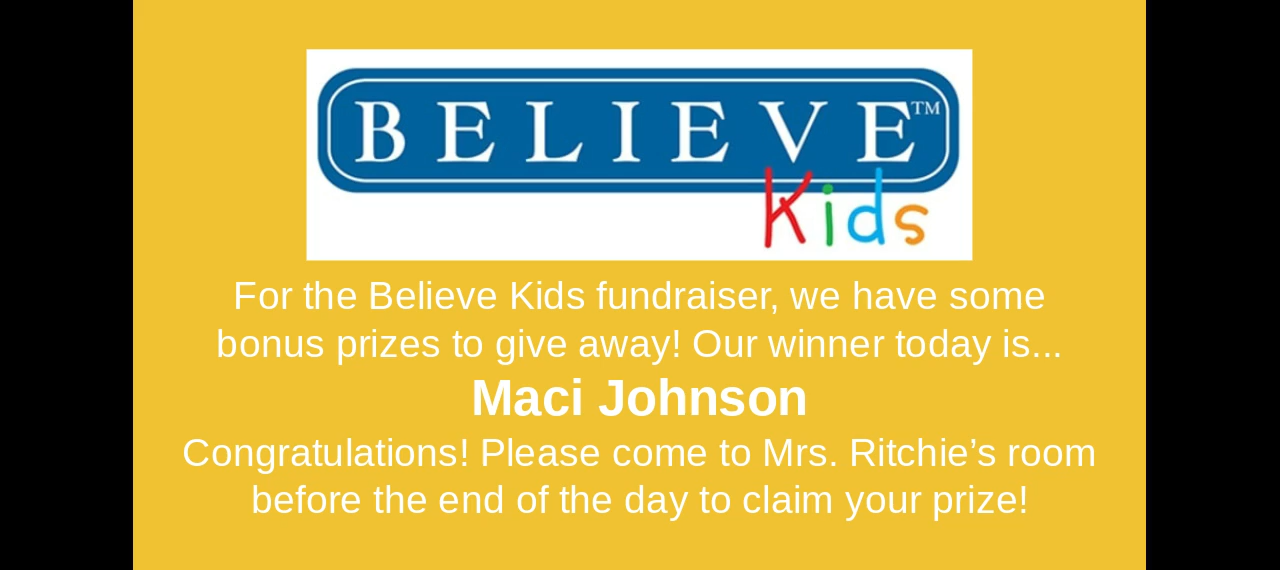 BELIEVE™
Kids
For the Believe Kids fundraiser, we have some
bonus prizes to give away! Our winner today is...
Maci Johnson
Congratulations! Please come to Mrs. Ritchie’s room
before the end of the day to claim your prize!